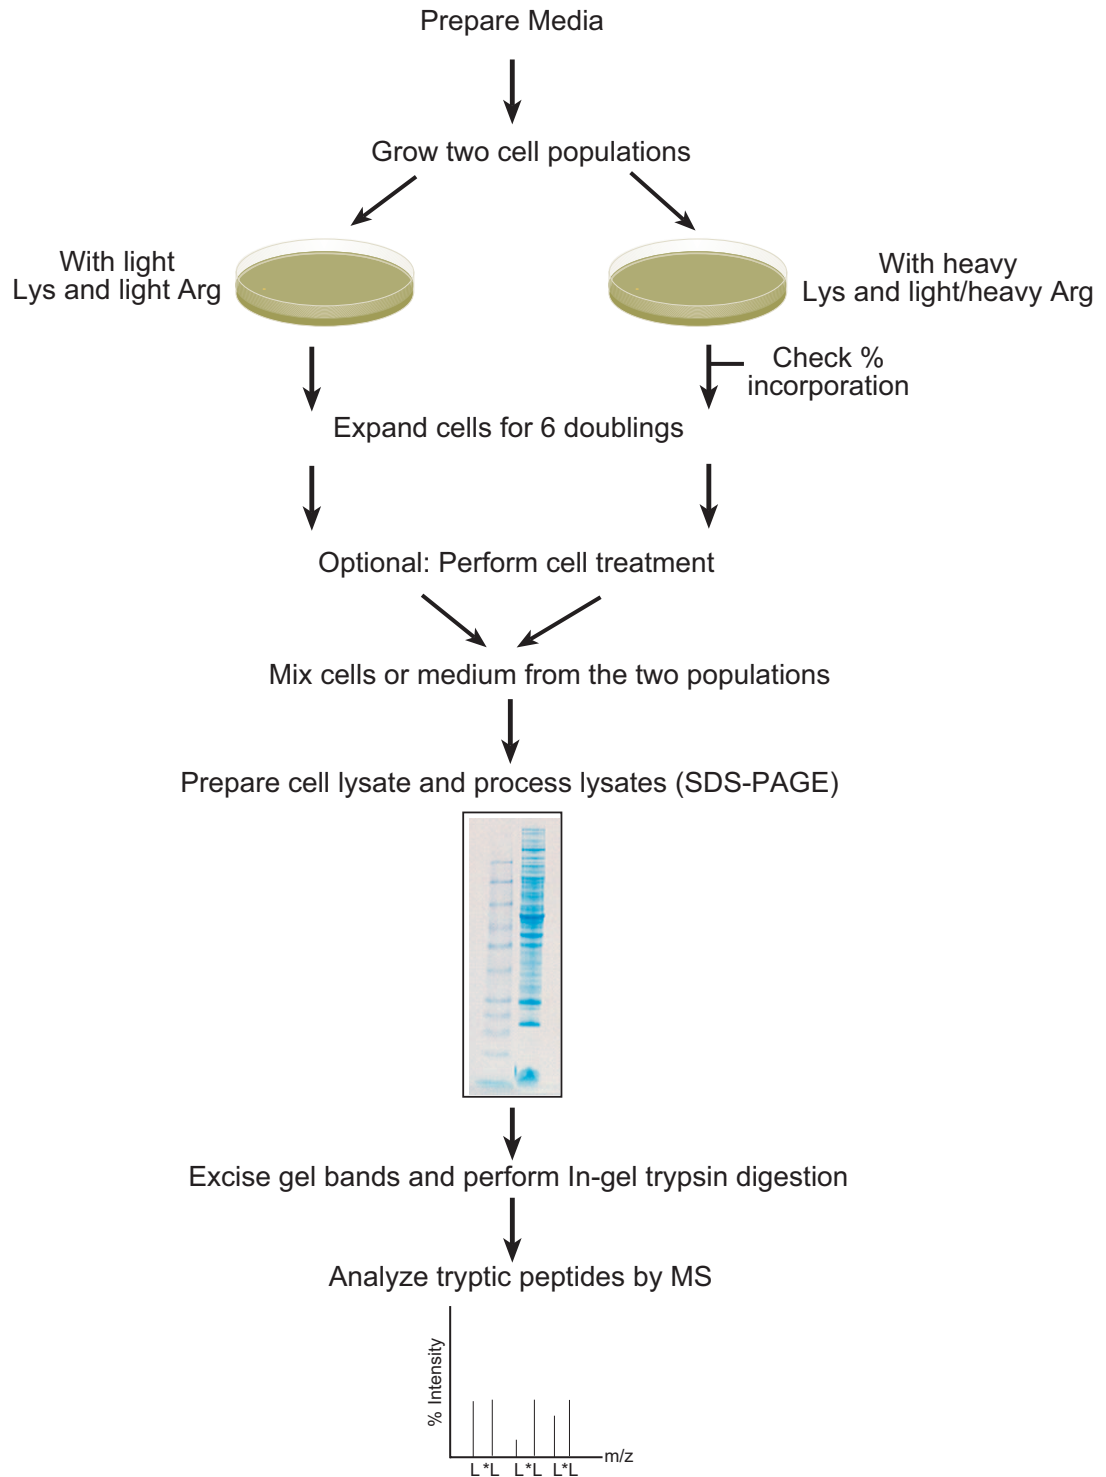 Prepare Media
Grow two cell populations
With light
Lys and light Arg
With heavy
Lys and light/heavy Arg
Check %
incorporation
Expand cells for 6 doublings
Optional: Perform cell treatment
Mix cells or medium from the two populations
Prepare cell lysate and process lysates (SDS-PAGE)
Excise gel bands and perform In-gel trypsin digestion
Analyze tryptic peptides by MS
% Intensity
m/z
L *L L *L L *L